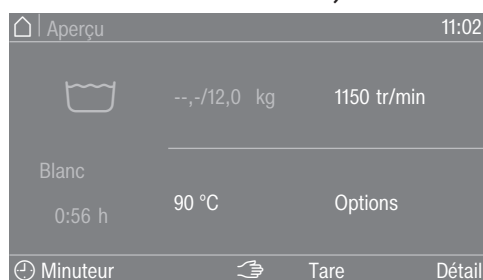 Aperçu 11:02
--,-/12,0 kg 1150 tr/min
Blanc
90 °C Options
0:56 h
Minuteur Tare Détail